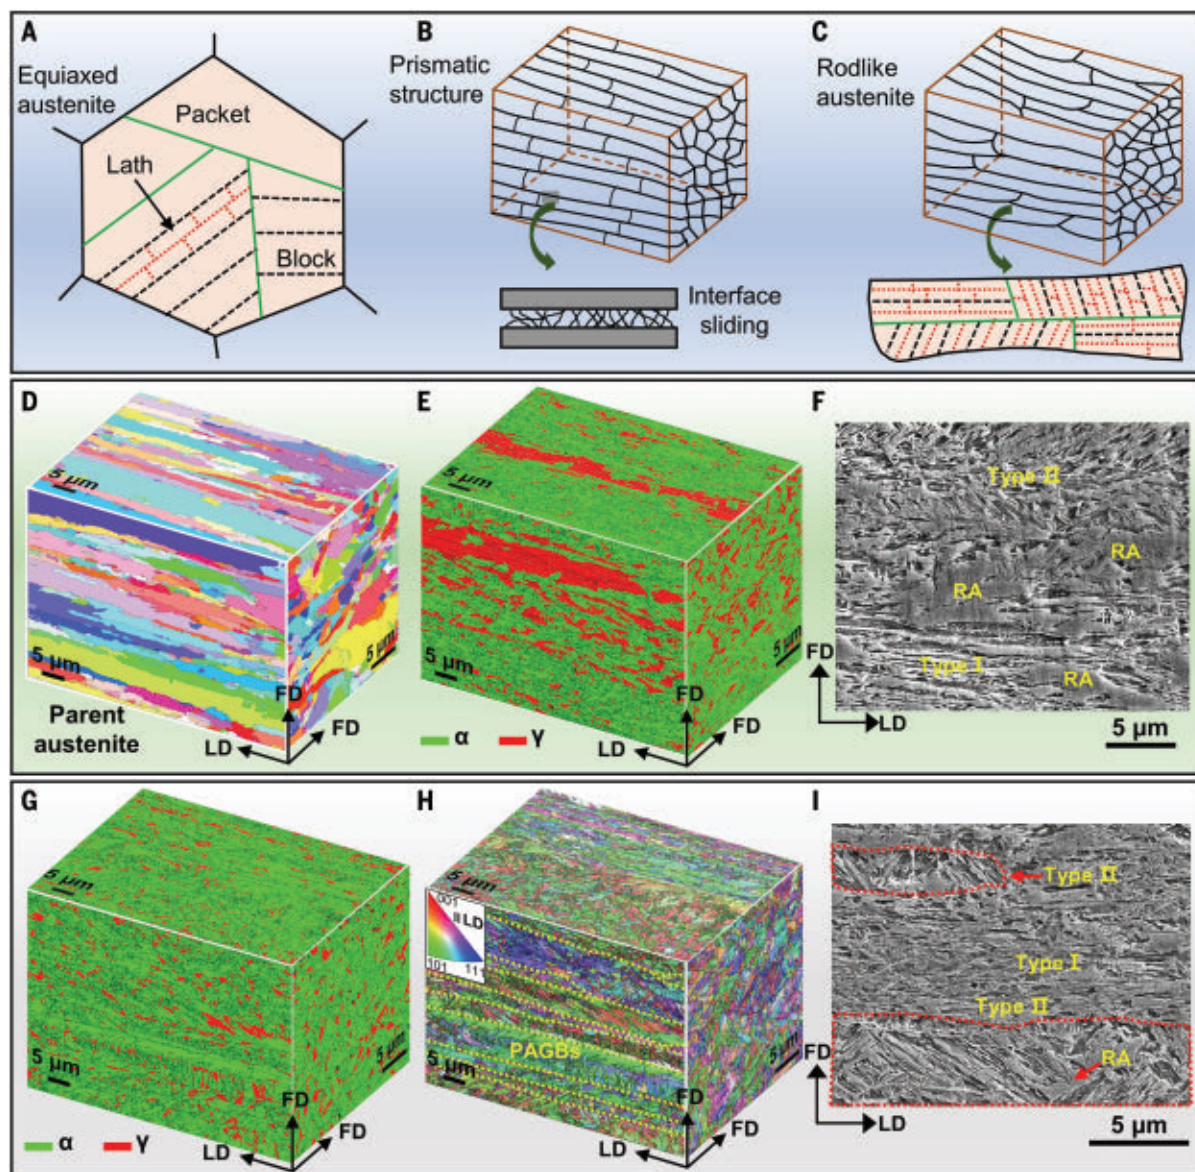 A
Equiaxed
austenite
Packet
Lath
Block
B
Prismatic
structure
Interface
sliding
C
Rodlike
austenite
D
5 μm
5 μm
5 μm
Parent
austenite
FD
FD
LD
E
5 μm
5 μm
5 μm
FD
FD
LD
α
γ
F
Type II
RA
RA
Type I
RA
FD
LD
5 μm
G
5 μm
5 μm
5 μm
FD
FD
LD
α
γ
H
5 μm
001
II LD
101
111
PAGBs
5 μm
5 μm
FD
FD
LD
I
Type II
Type I
Type II
RA
FD
LD
5 μm